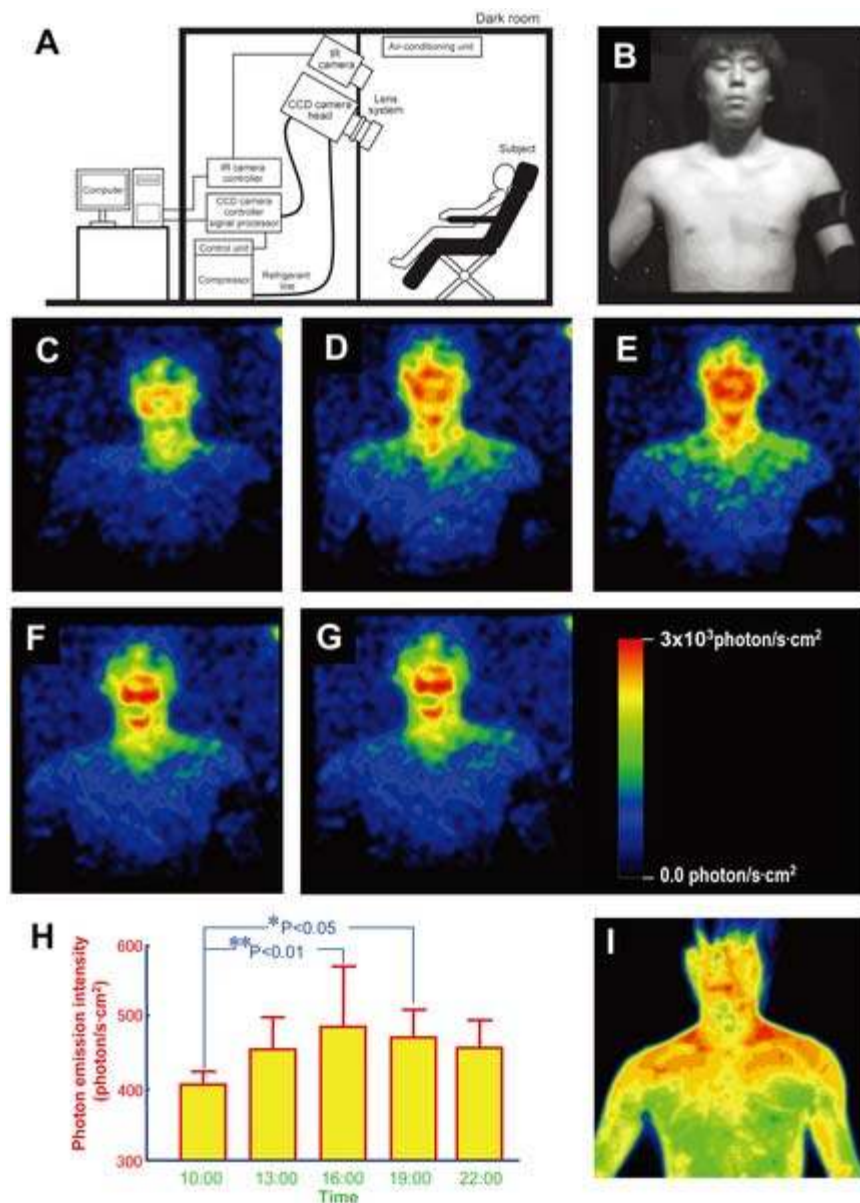 Dark room
A
IR
camera
Air-conditioning unit
B
CCD camera
head
Lens
system
Subject
Computer
IR camera
controller
CCD camera
controller
signal processor
Control unit
Compressor
Refrigerant
line
C
D
E
F
G
3x10³photon/s·cm²
0.0 photon/s·cm²
H
*P<0.05
**P<0.01
I
Photon emission intensity
(photon/s·cm²)
600
500
400
300
10:00 13:00 16:00 19:00 22:00
Time